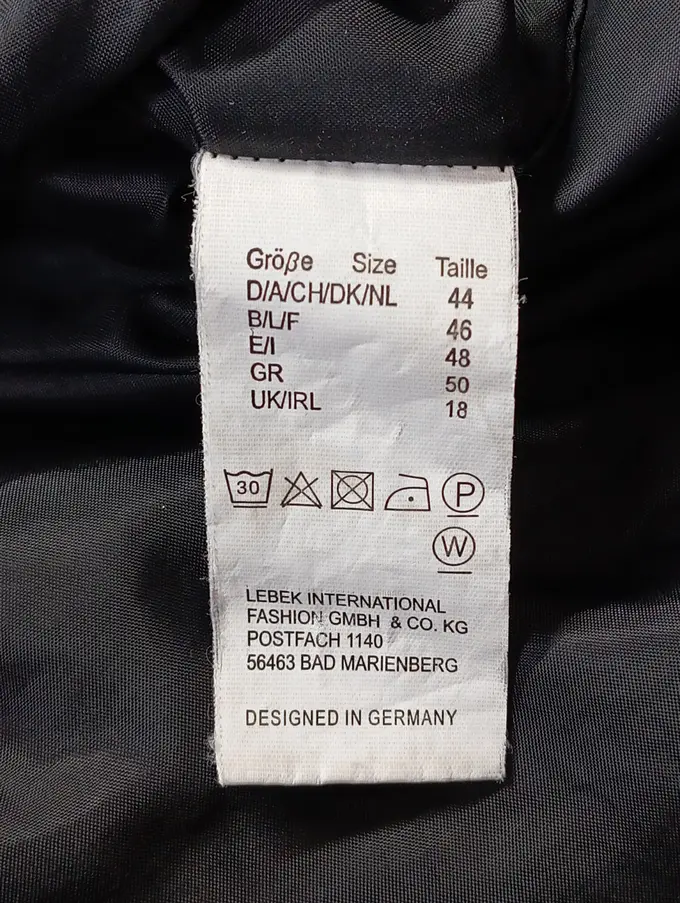 Größe Size Taille
D/A/CH/DK/NL 44
B/L/F 46
E/I 48
GR 50
UK/IRL 18
30 P
W
LEBEK INTERNATIONAL
FASHION GMBH & CO. KG
POSTFACH 1140
56463 BAD MARIENBERG
DESIGNED IN GERMANY